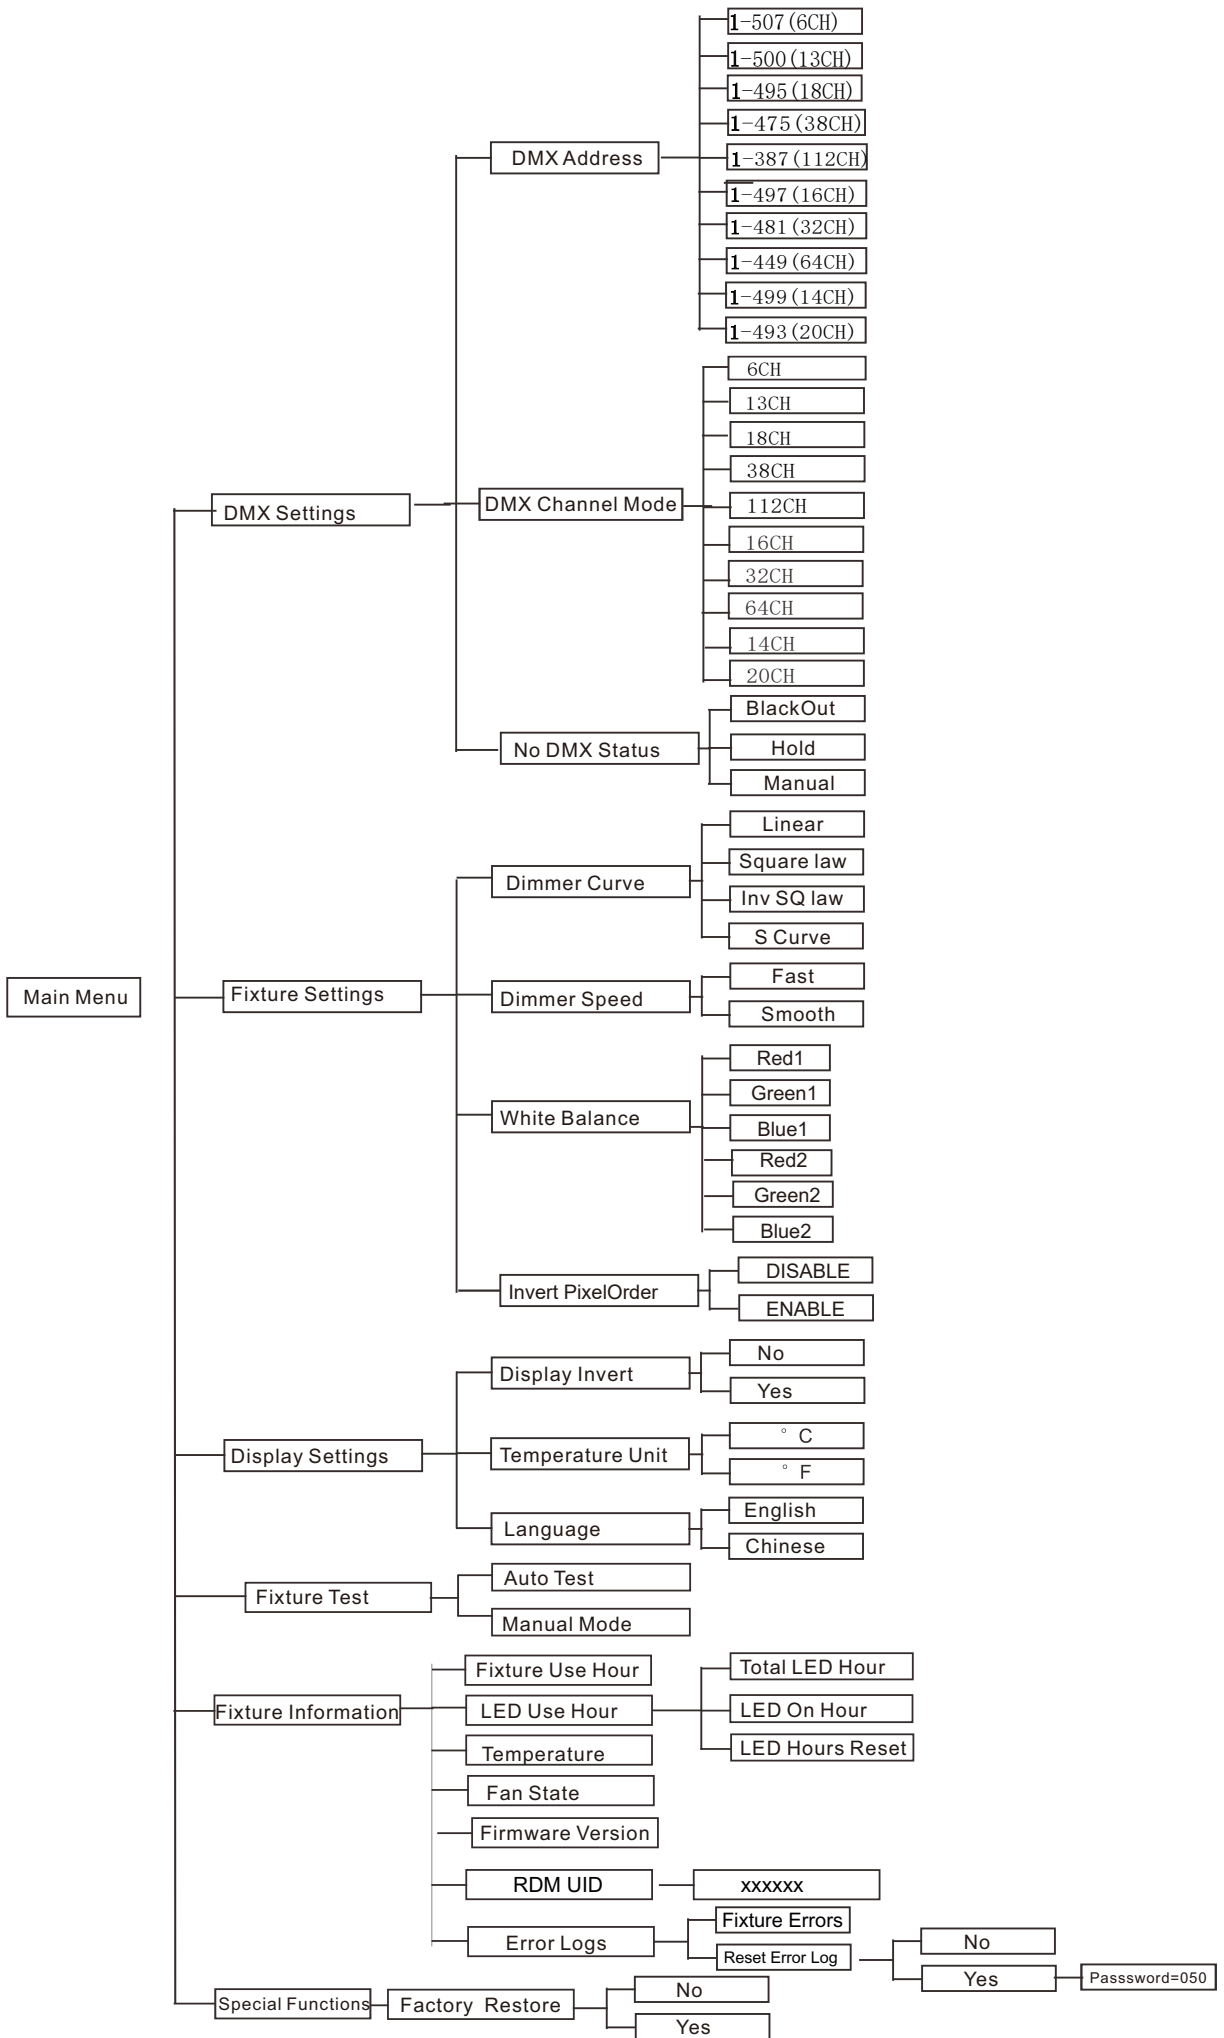 Main Menu
DMX Settings
DMX Address
1-507(6CH)
1-500(13CH)
1-495(18CH)
1-475(38CH)
1-387(112CH)
1-497(16CH)
1-481(32CH)
1-449(64CH)
1-499(14CH)
1-493(20CH)
DMX Channel Mode
6CH
13CH
18CH
38CH
112CH
16CH
32CH
64CH
14CH
20CH
No DMX Status
BlackOut
Hold
Manual
Fixture Settings
Dimmer Curve
Linear
Square law
Inv SQ law
S Curve
Dimmer Speed
Fast
Smooth
White Balance
Red1
Green1
Blue1
Red2
Green2
Blue2
Invert PixelOrder
DISABLE
ENABLE
Display Settings
Display Invert
No
Yes
Temperature Unit
° C
° F
Language
English
Chinese
Fixture Test
Auto Test
Manual Mode
Fixture Information
Fixture Use Hour
LED Use Hour
Total LED Hour
LED On Hour
LED Hours Reset
Temperature
Fan State
Firmware Version
RDM UID
xxxxxx
Error Logs
Fixture Errors
Reset Error Log
No
Yes
Passsword=050
Special Functions
Factory Restore
No
Yes